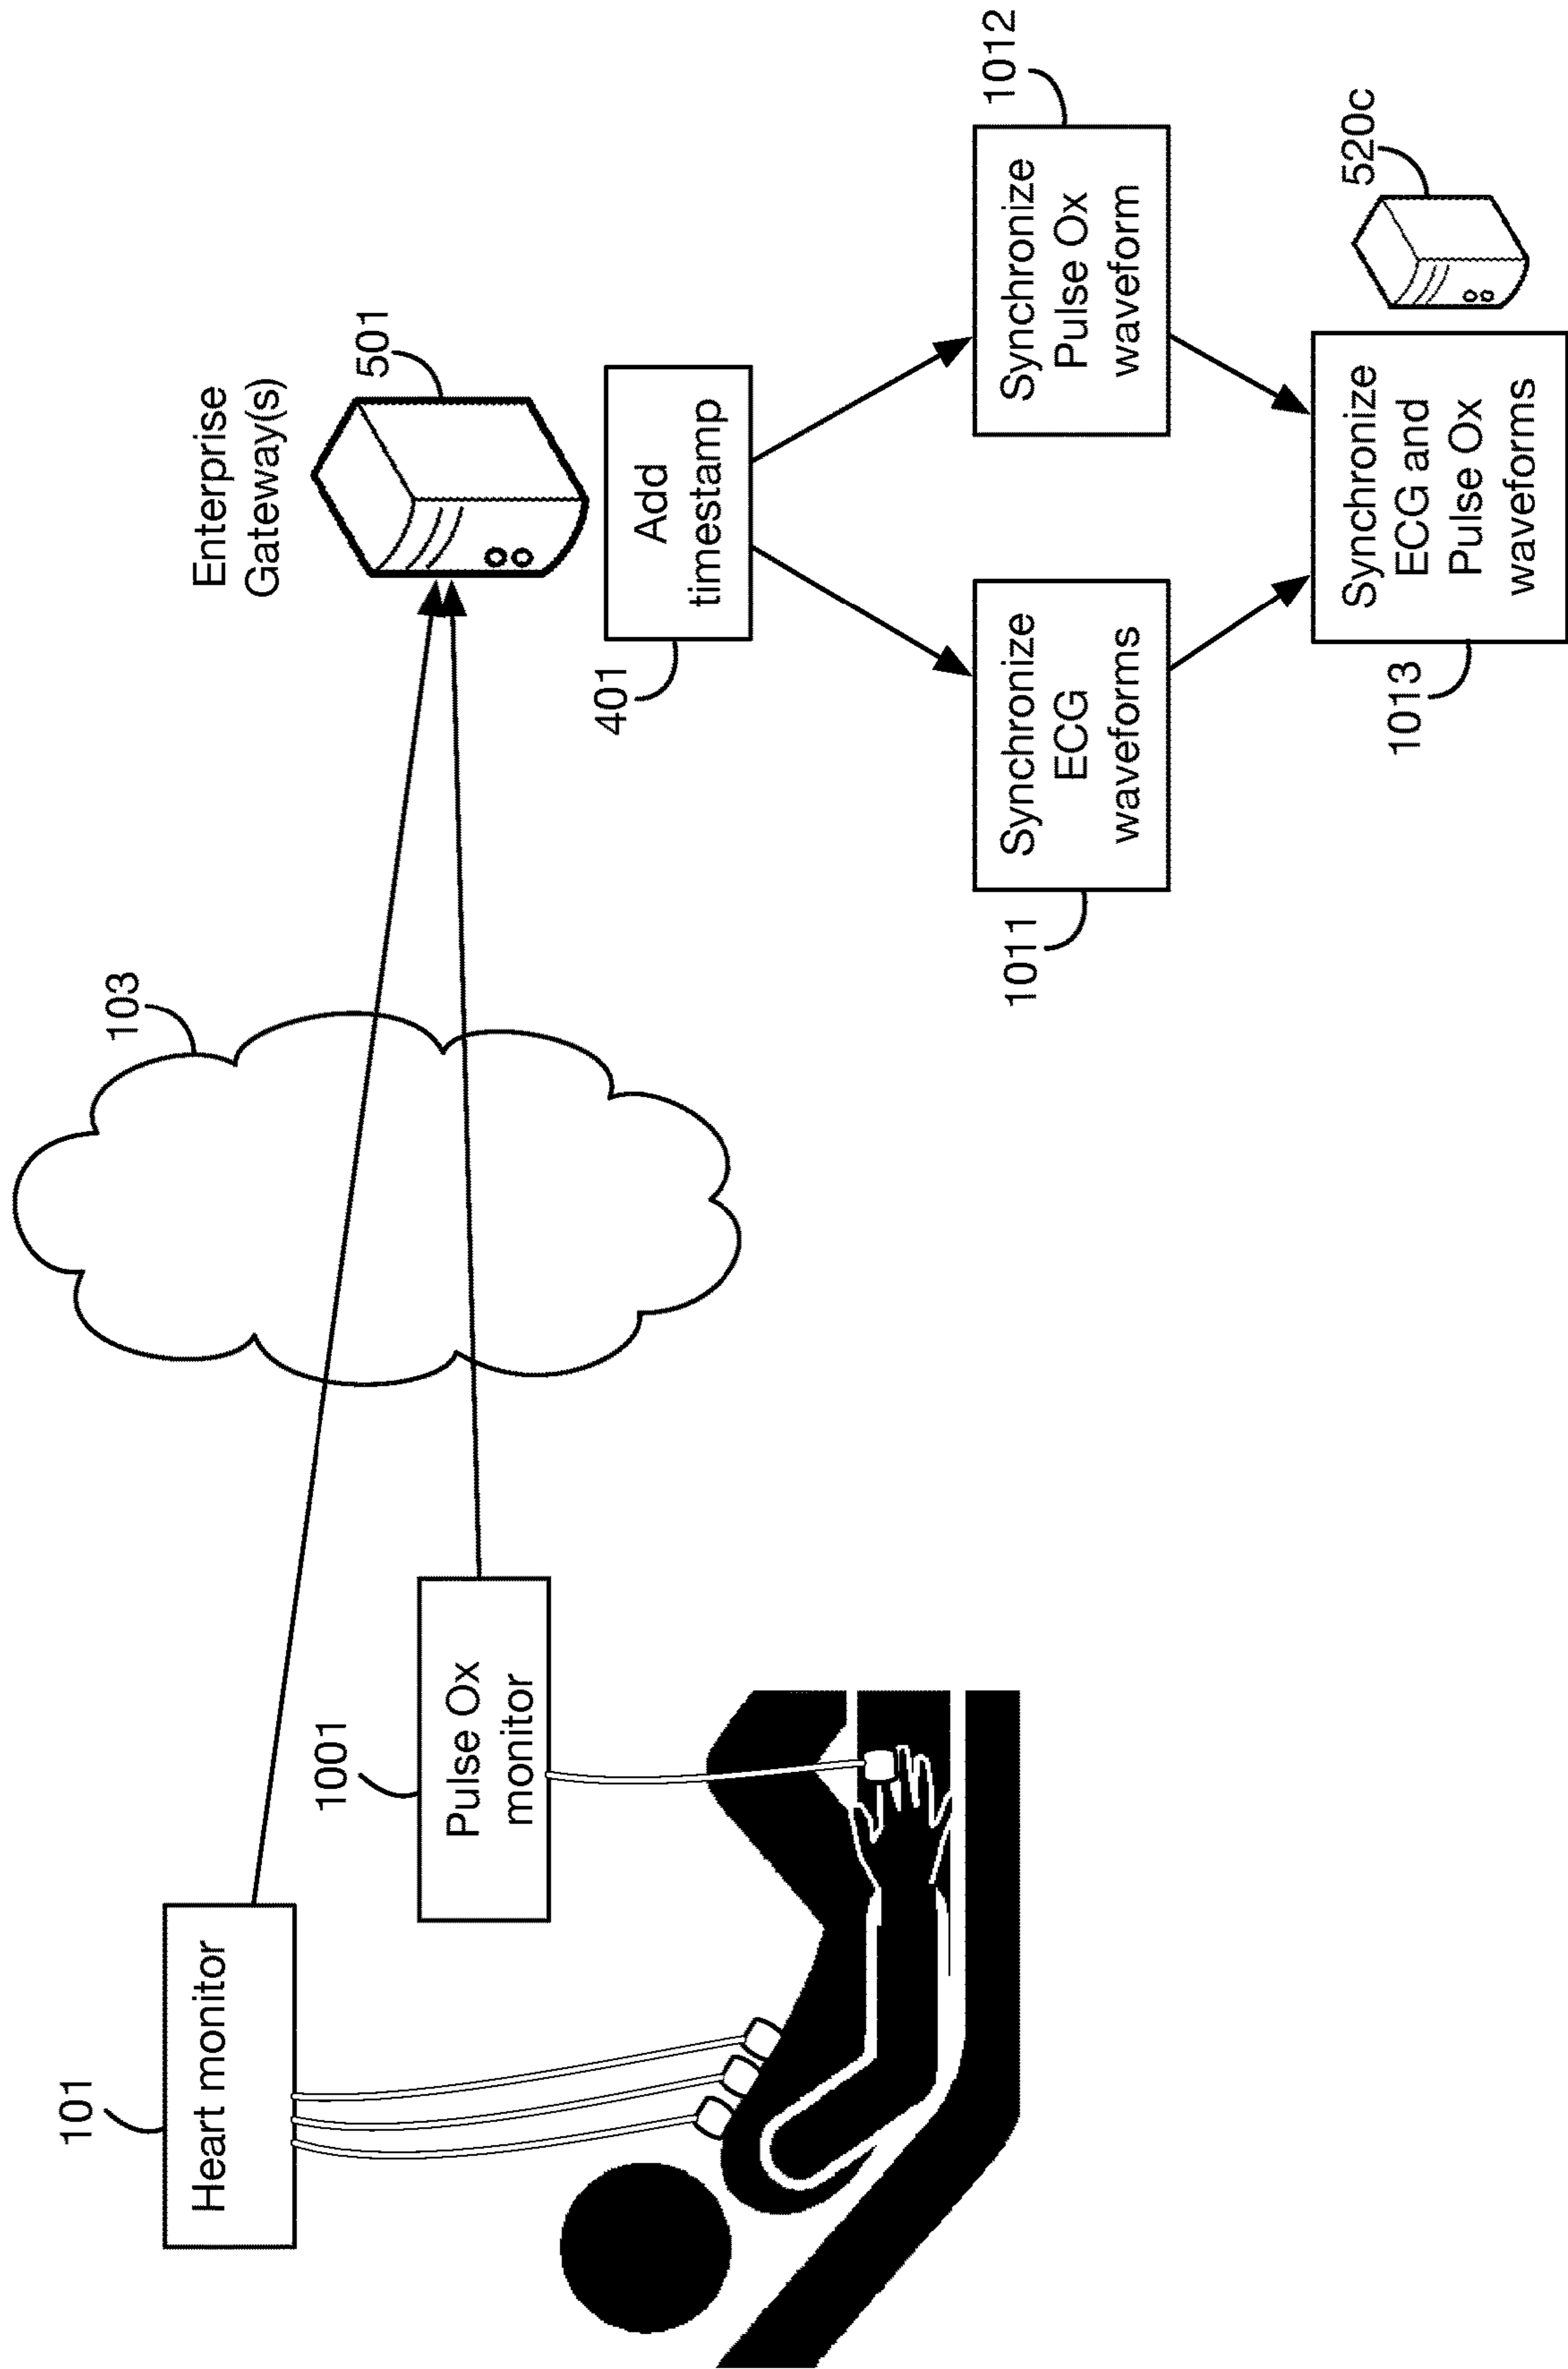 101
Heart monitor
1001
Pulse Ox
monitor
103
Enterprise
Gateway(s)
501
401
Add
timestamp
1011
Synchronize
ECG
waveforms
1012
Synchronize
Pulse Ox
waveform
1013
Synchronize
ECG and
Pulse Ox
waveforms
520c